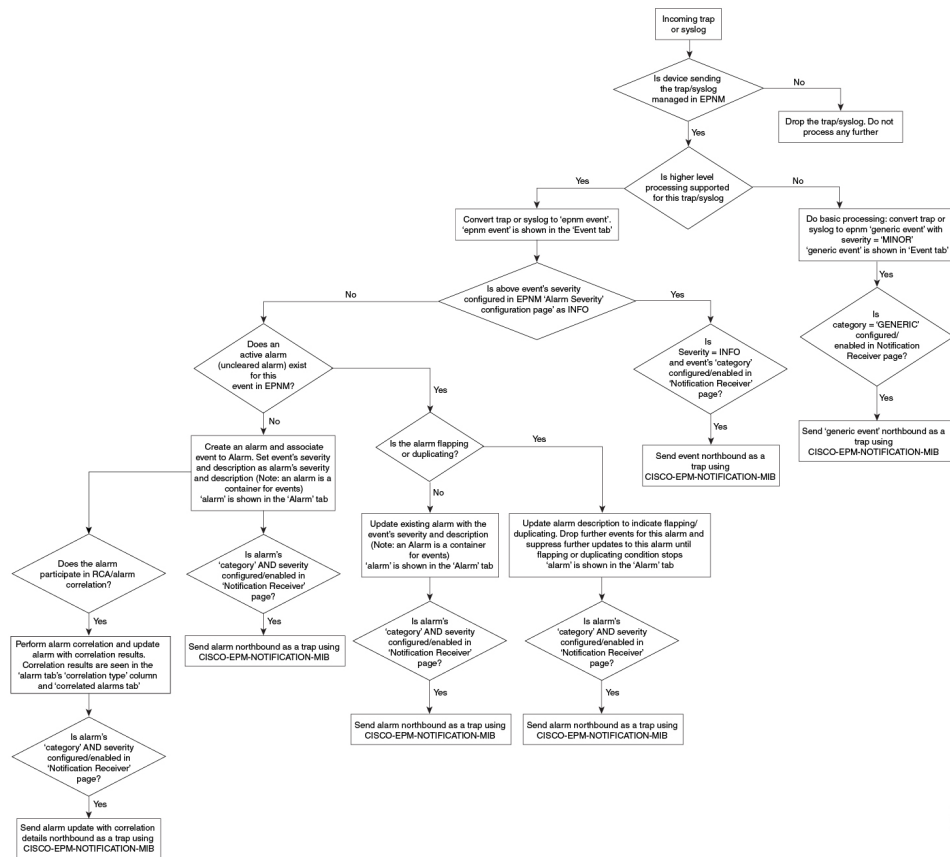 Incoming trap
or syslog
Is device sending
the trap/syslog
managed in EPNM
No
Drop the trap/syslog. Do not
process any further
Yes
Is higher level
processing supported
for this trap/syslog
Yes
No
Convert trap or syslog to 'epnm event'.
'epnm event' is shown in the 'Event tab'
Do basic processing: convert trap or
syslog to epnm 'generic event' with
severity = 'MINOR'
'generic event' is shown in 'Event tab'
Is above event's severity
configured in EPNM 'Alarm Severity'
configuration page' as INFO
No
Yes
Yes
Is
category = 'GENERIC'
configured/
enabled in Notification
Receiver page?
Yes
Send 'generic event' northbound as a
trap using
CISCO-EPM-NOTIFICATION-MIB
Is
Severity = INFO
and event's 'category'
configured/enabled in
'Notification Receiver'
page?
Yes
Send event northbound as a
trap using
CISCO-EPM-NOTIFICATION-MIB
Does an
active alarm
(uncleared alarm) exist
for this
event in EPNM?
Yes
No
Create an alarm and associate
event to Alarm. Set event's severity
and description as alarm's severity
and description (Note: an alarm is a
container for events)
'alarm' is shown in the 'Alarm' tab
Is the alarm flapping
or duplicating?
Yes
No
Update existing alarm with the
event's severity and description
(Note: an Alarm is a container
for events)
'alarm' is shown in the 'Alarm' tab
Update alarm description to indicate flapping/
duplicating. Drop further events for this alarm and
suppress further updates to this alarm until
flapping or duplicating condition stops
'alarm' is shown in the 'Alarm' tab
Does the alarm
participate in RCA/alarm
correlation?
Yes
Is alarm's
'category' AND severity
configured/enabled in
'Notification Receiver'
page?
Yes
Send alarm northbound as a trap using
CISCO-EPM-NOTIFICATION-MIB
Is alarm's
'category' AND severity
configured/enabled in
'Notification Receiver'
page?
Yes
Send alarm northbound as a trap using
CISCO-EPM-NOTIFICATION-MIB
Is alarm's
'category' AND severity
configured/enabled in
'Notification Receiver'
page?
Yes
Send alarm northbound as a trap using
CISCO-EPM-NOTIFICATION-MIB
Perform alarm correlation and update
alarm with correlation results.
Correlation results are seen in the
'alarm tab's 'correlation type' column
and 'correlated alarms tab'
Is alarm's
'category' AND severity
configured/enabled in
'Notification Receiver'
page?
Yes
Send alarm update with correlation
details northbound as a trap using
CISCO-EPM-NOTIFICATION-MIB